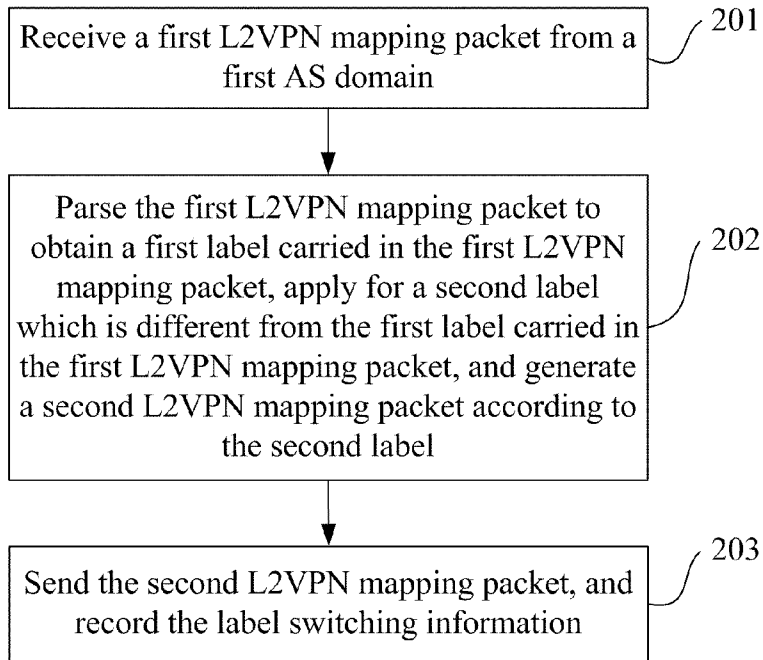 Receive a first L2VPN mapping packet from a
first AS domain
201
Parse the first L2VPN mapping packet to
obtain a first label carried in the first L2VPN
mapping packet, apply for a second label
which is different from the first label carried in
the first L2VPN mapping packet, and generate
a second L2VPN mapping packet according to
the second label
202
Send the second L2VPN mapping packet, and
record the label switching information
203